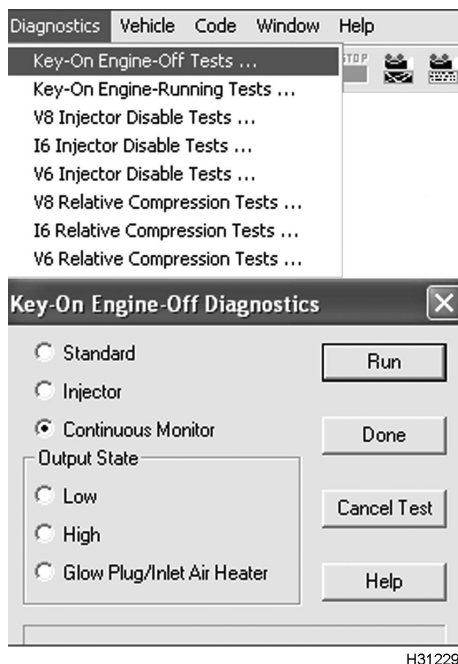 Diagnostics Vehicle Code Window Help
Key-On Engine-Off Tests ...
STOP
Key-On Engine-Running Tests ...
V8 Injector Disable Tests ...
I6 Injector Disable Tests ...
V6 Injector Disable Tests ...
V8 Relative Compression Tests ...
I6 Relative Compression Tests ...
V6 Relative Compression Tests ...
Key-On Engine-Off Diagnostics
Standard
Run
Injector
Continuous Monitor
Done
Output State
Low
Cancel Test
High
Glow Plug/Inlet Air Heater
Help
H31229